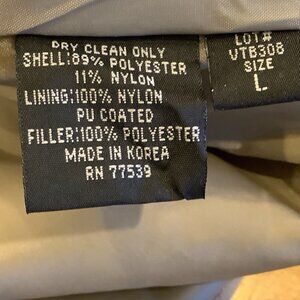 DRY CLEAN ONLY
SHELL:89% POLYESTER
11% NYLON
LINING:100% NYLON
PU COATED
FILLER:100% POLYESTER
MADE IN KOREA
RN 77539
LOT#
VTB308
SIZE
L